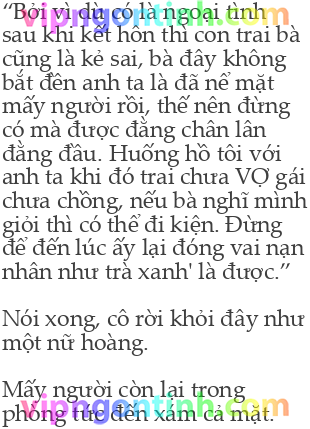 “Bởi vì dù có là ngoại tình
sau khi kết hôn thì con trai bà
cũng là kẻ sai, bà đây không
bắt đền anh ta là đã nể mặt
mấy người rồi, thế nên đừng
có mà được đằng chân lân
đằng đầu. Huống hồ tôi với
anh ta khi đó trai chưa VỢ gái
chưa chồng, nếu bà nghĩ mình
giỏi thì có thể đi kiện. Đừng
để đến lúc ấy lại đóng vai nạn
nhân như trà xanh' là được.”
Nói xong, cô rời khỏi đây như
một nữ hoàng.
Mấy người còn lại trong
phòng tức đến xám cả mặt.
vipngontinh.com
vipngontinh.com